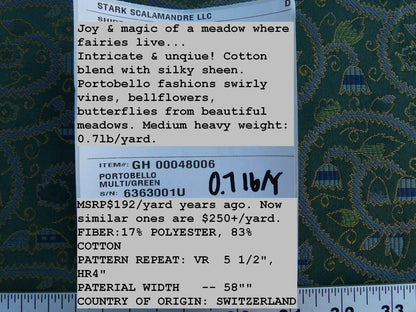 STARK SCALAMANDRE LLC
D
Joy & magic of a meadow where
fairies live...
Intricate & unqiue! Cotton
blend with silky sheen.
Portobello fashions swirly
vines, bellflowers,
butterflies from beautiful
meadows. Medium heavy weight:
0.7lb/yard.
ITEM#: GH 00048006
PORTOBELLO
MULTI/GREEN
S/N: 6363001U
0.7 lb/Y
MSRP$192/yard years ago. Now
similar ones are $250+/yard.
FIBER:17% POLYESTER, 83%
COTTON
PATTERN REPEAT: VR 5 1/2",
HR4"
PATERIAL WIDTH -- 58""
COUNTRY OF ORIGIN: SWITZERLAND